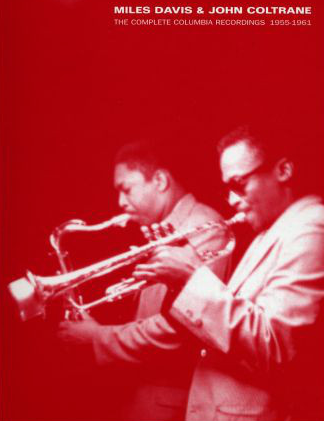 MILES DAVIS & JOHN COLTRANE
THE COMPLETE COLUMBIA RECORDINGS 1955-1961